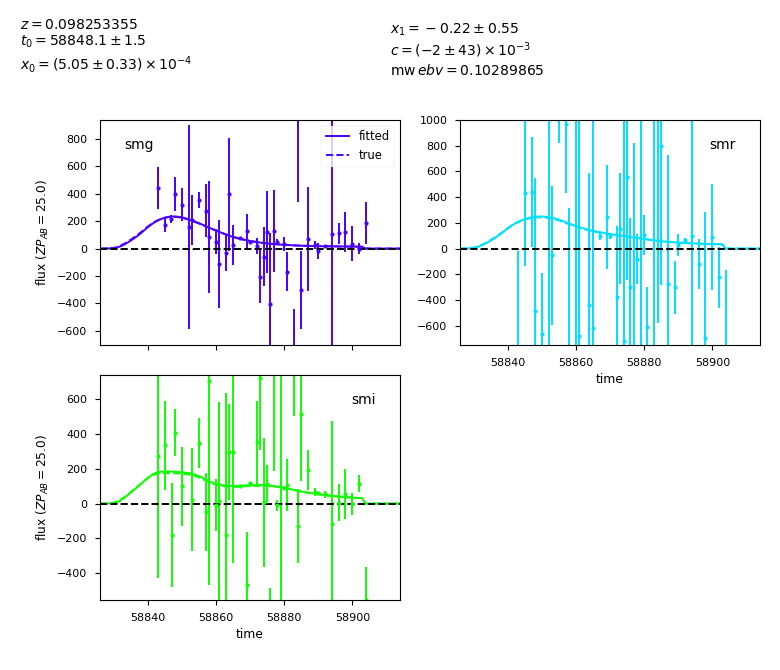 z = 0.098253355
t₀ = 58848.1 ± 1.5
x₀ = (5.05 ± 0.33) × 10⁻⁴
x₁ = −0.22 ± 0.55
c = (−2 ± 43) × 10⁻³
mw ebv = 0.10289865
smg
fitted
true
800
600
400
200
0
−200
−400
−600
flux (ZP_AB = 25.0)
smr
1000
800
600
400
200
0
−200
−400
−600
58840 58860 58880 58900
time
smi
600
400
200
0
−200
−400
flux (ZP_AB = 25.0)
58840 58860 58880 58900
time